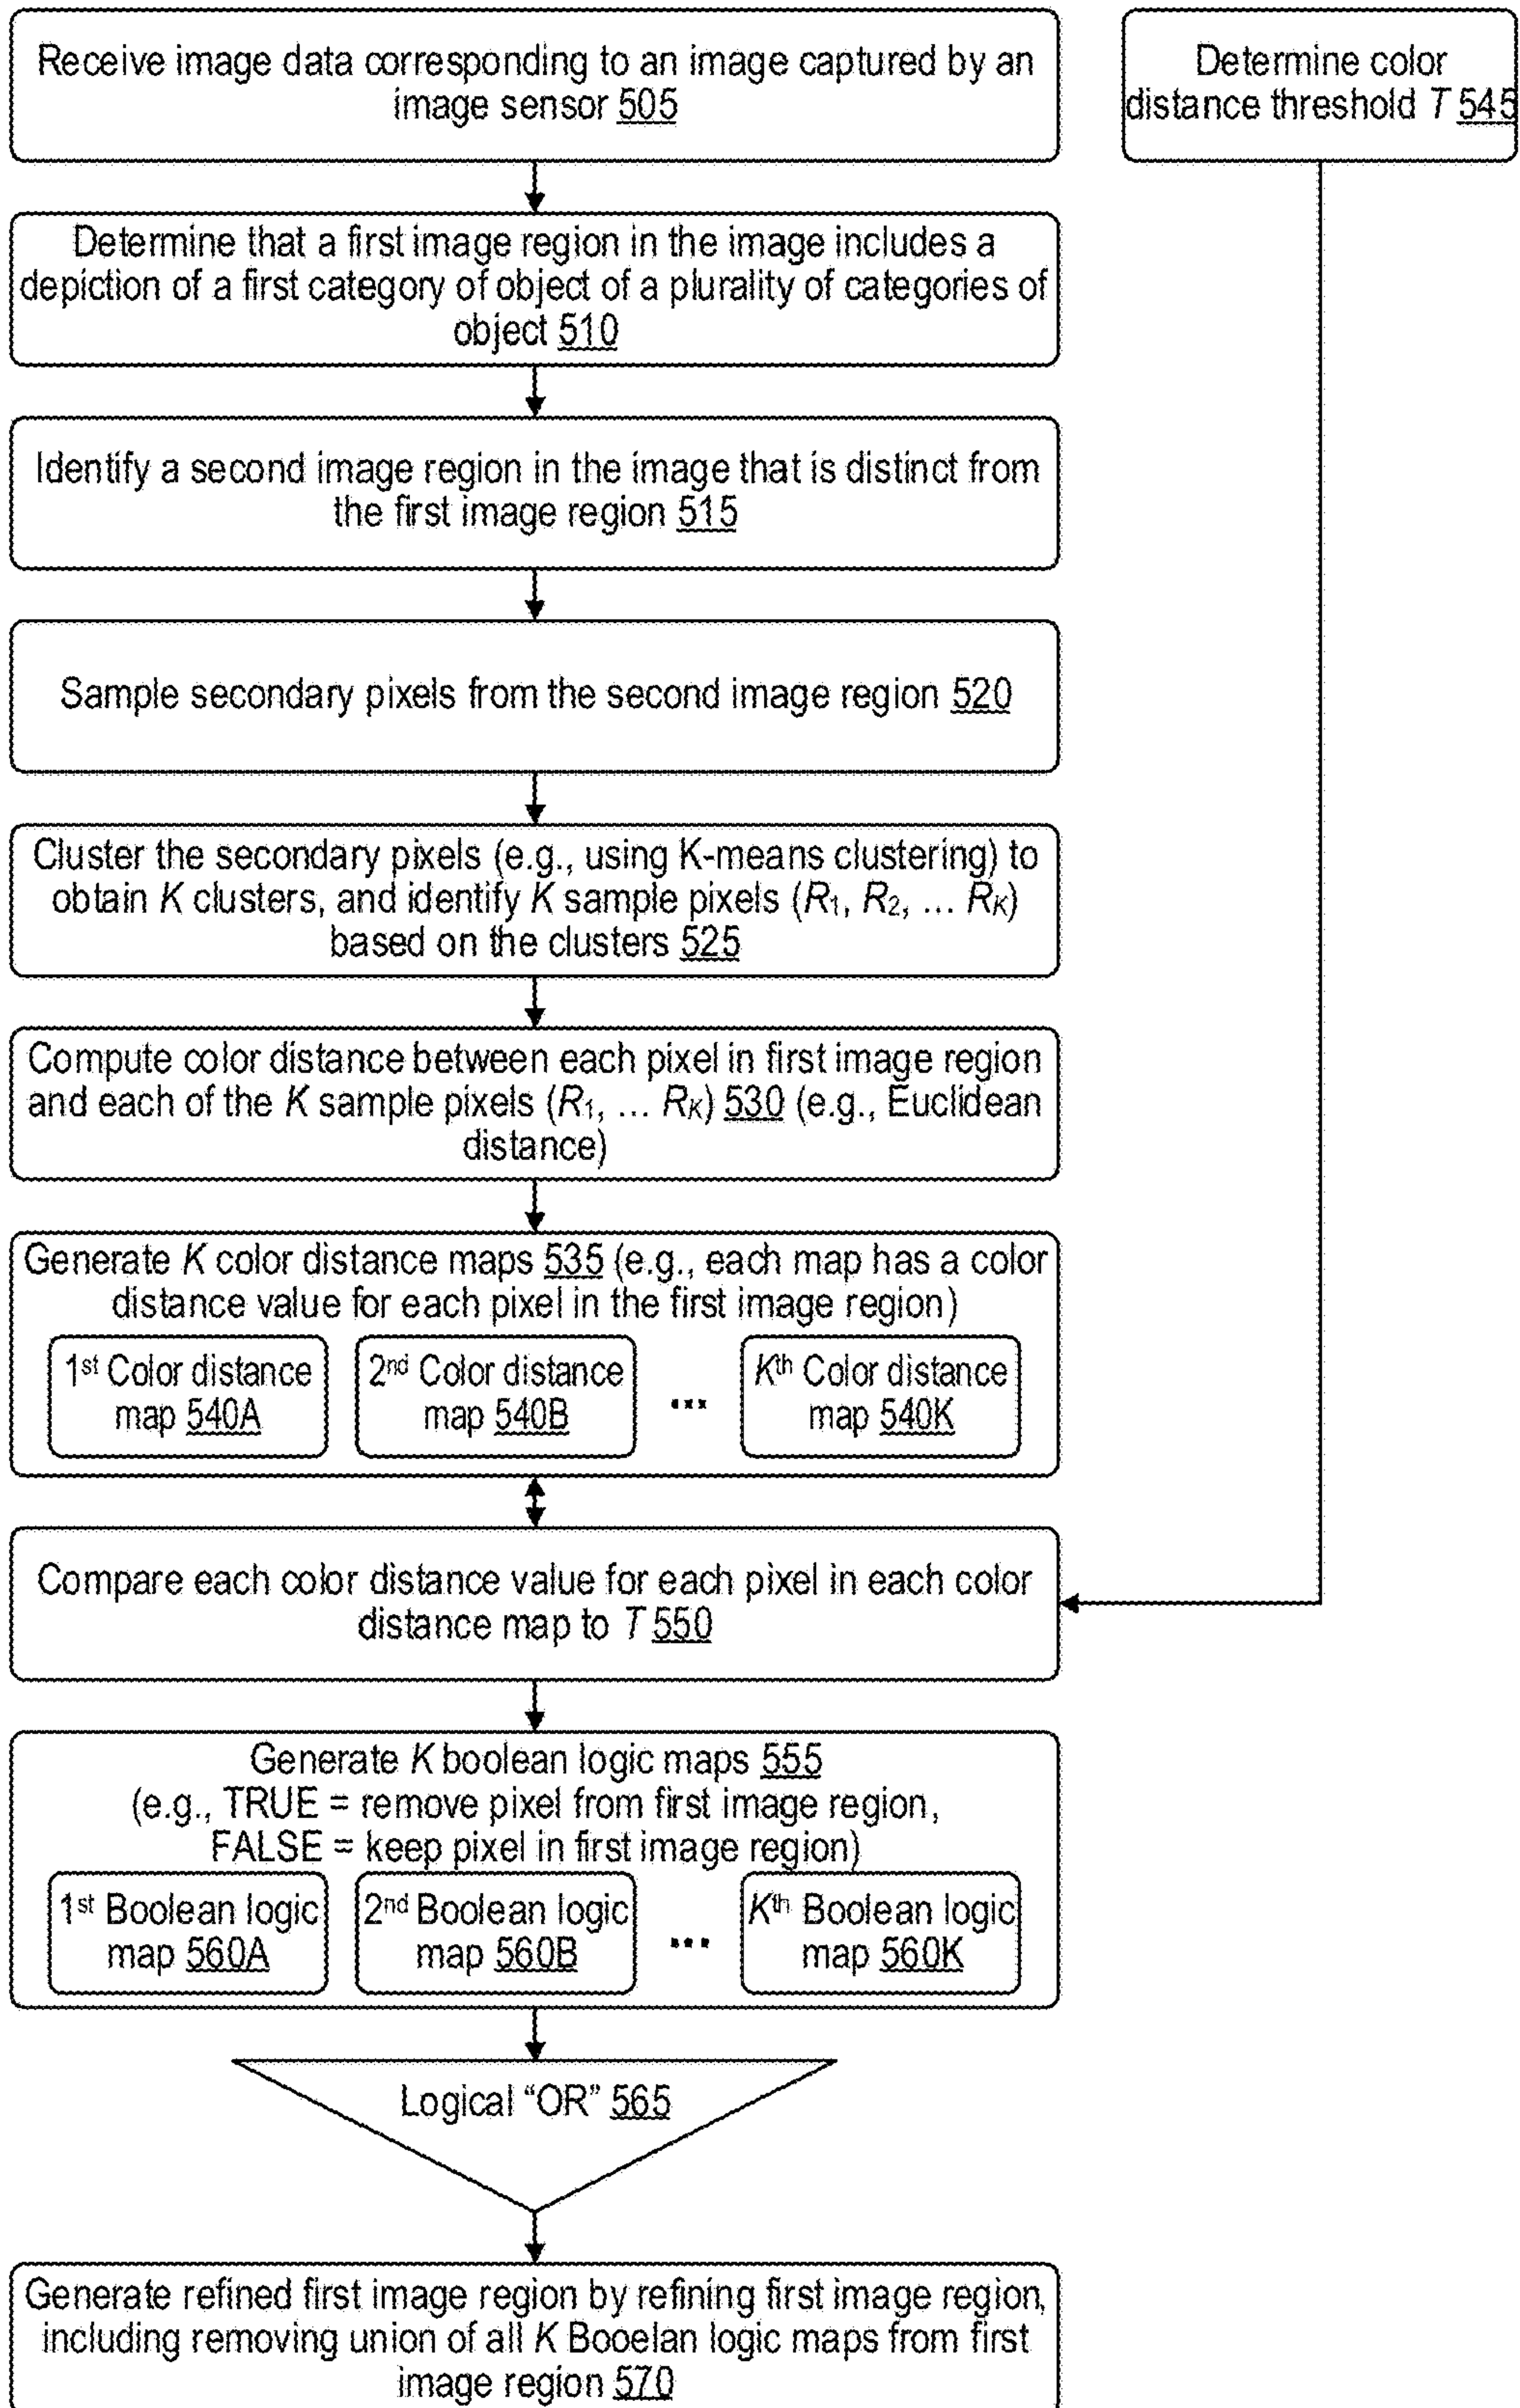 Receive image data corresponding to an image captured by an
image sensor 505
Determine color
distance threshold T 545
Determine that a first image region in the image includes a
depiction of a first category of object of a plurality of categories of
object 510
Identify a second image region in the image that is distinct from
the first image region 515
Sample secondary pixels from the second image region 520
Cluster the secondary pixels (e.g., using K-means clustering) to
obtain K clusters, and identify K sample pixels (R1, R2, ... RK)
based on the clusters 525
Compute color distance between each pixel in first image region
and each of the K sample pixels (R1, ... RK) 530 (e.g., Euclidean
distance)
Generate K color distance maps 535 (e.g., each map has a color
distance value for each pixel in the first image region)
1st Color distance
map 540A
2nd Color distance
map 540B
...
Kth Color distance
map 540K
Compare each color distance value for each pixel in each color
distance map to T 550
Generate K boolean logic maps 555
(e.g., TRUE = remove pixel from first image region,
FALSE = keep pixel in first image region)
1st Boolean logic
map 560A
2nd Boolean logic
map 560B
...
Kth Boolean logic
map 560K
Logical “OR” 565
Generate refined first image region by refining first image region,
including removing union of all K Booelan logic maps from first
image region 570